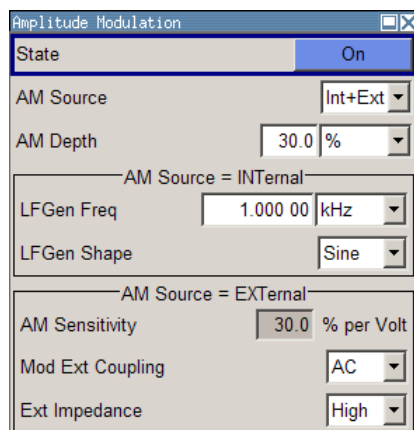 Amplitude Modulation
State On
AM Source Int+Ext
AM Depth 30.0 %
AM Source = INTernal
LFGen Freq 1.000 00 kHz
LFGen Shape Sine
AM Source = EXTernal
AM Sensitivity 30.0 % per Volt
Mod Ext Coupling AC
Ext Impedance High